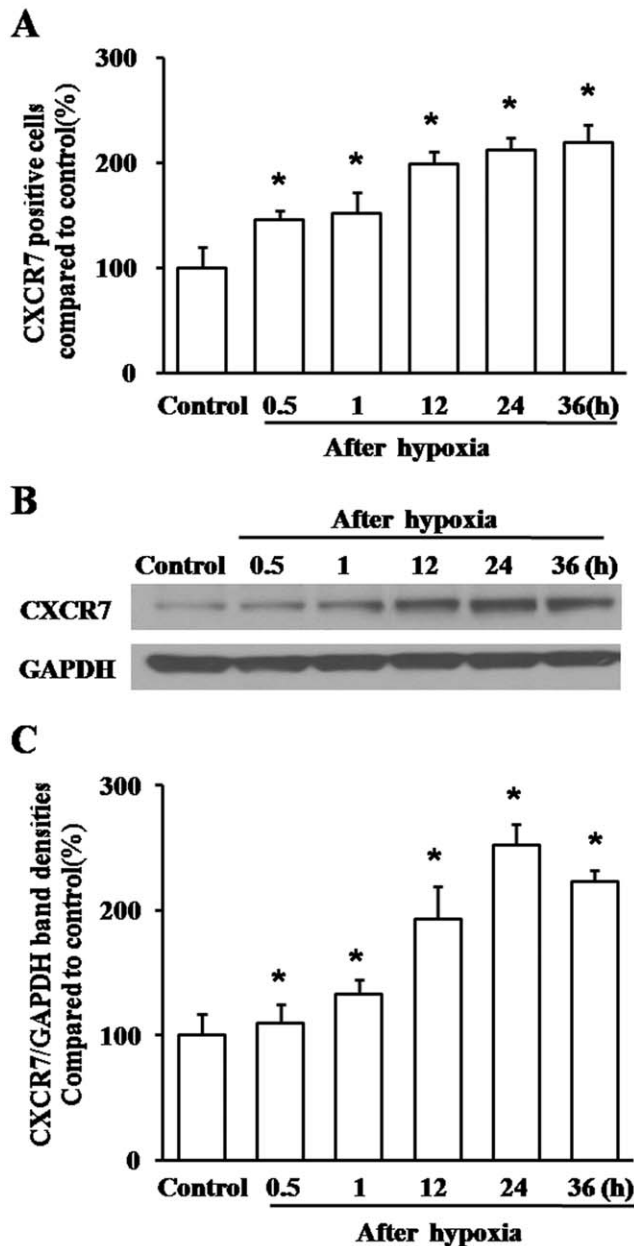 A
CXCR7 positive cells
compared to control(%)
300
200
100
0
* * * * *
Control 0.5 1 12 24 36(h)
After hypoxia
B
After hypoxia
Control 0.5 1 12 24 36 (h)
CXCR7
GAPDH
C
CXCR7/GAPDH band densities
Compared to control(%)
300
200
100
0
* * * * *
Control 0.5 1 12 24 36 (h)
After hypoxia